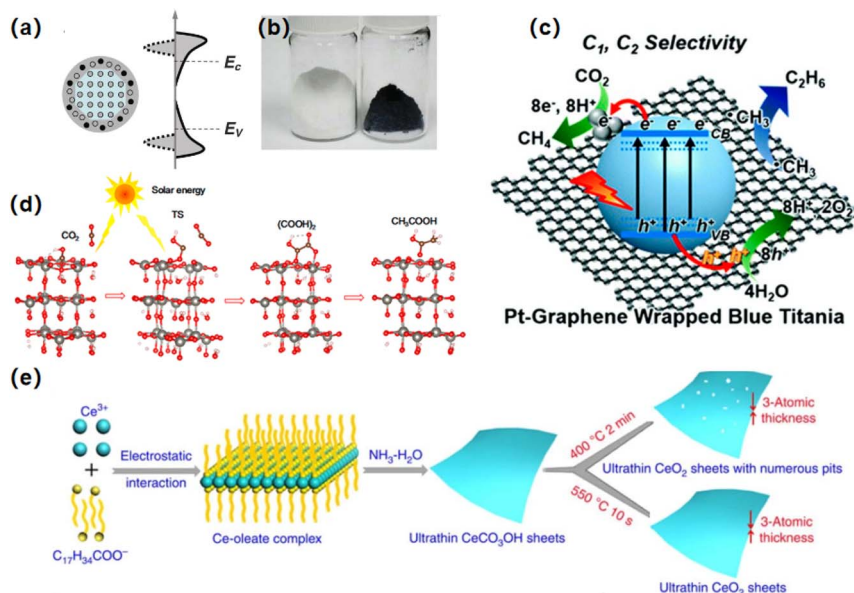 (a)
E_C
E_V
(b)
(c)
C₁, C₂ Selectivity
CO₂
8e⁻, 8H⁺
CH₄
e⁻
e⁻ e⁻ e⁻
CB
C₂H₆
•CH₃
•CH₃
h⁺ h⁺ h⁺
VB
h⁺ h⁺
8h⁺
8H⁺, 2O₂
4H₂O
Pt-Graphene Wrapped Blue Titania
(d)
Solar energy
CO₂
TS
(COOH)₂
CH₃COOH
(e)
Ce³⁺
+
C₁₇H₃₄COO⁻
Electrostatic
interaction
Ce-oleate complex
NH₃-H₂O
Ultrathin CeCO₃OH sheets
400 °C 2 min
550 °C 10 s
3-Atomic
thickness
Ultrathin CeO₂ sheets with numerous pits
3-Atomic
thickness
Ultrathin CeO₂ sheets